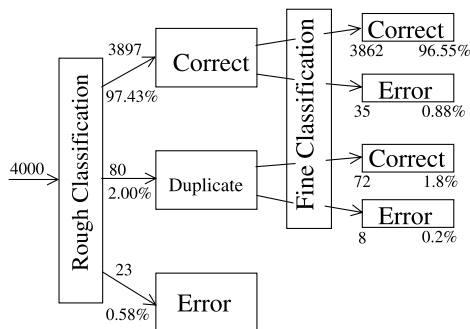 4000
Rough Classification
3897
97.43%
Correct
80
2.00%
Duplicate
23
0.58%
Error
Fine Classification
Correct
3862 96.55%
Error
35 0.88%
Correct
72 1.8%
Error
8 0.2%